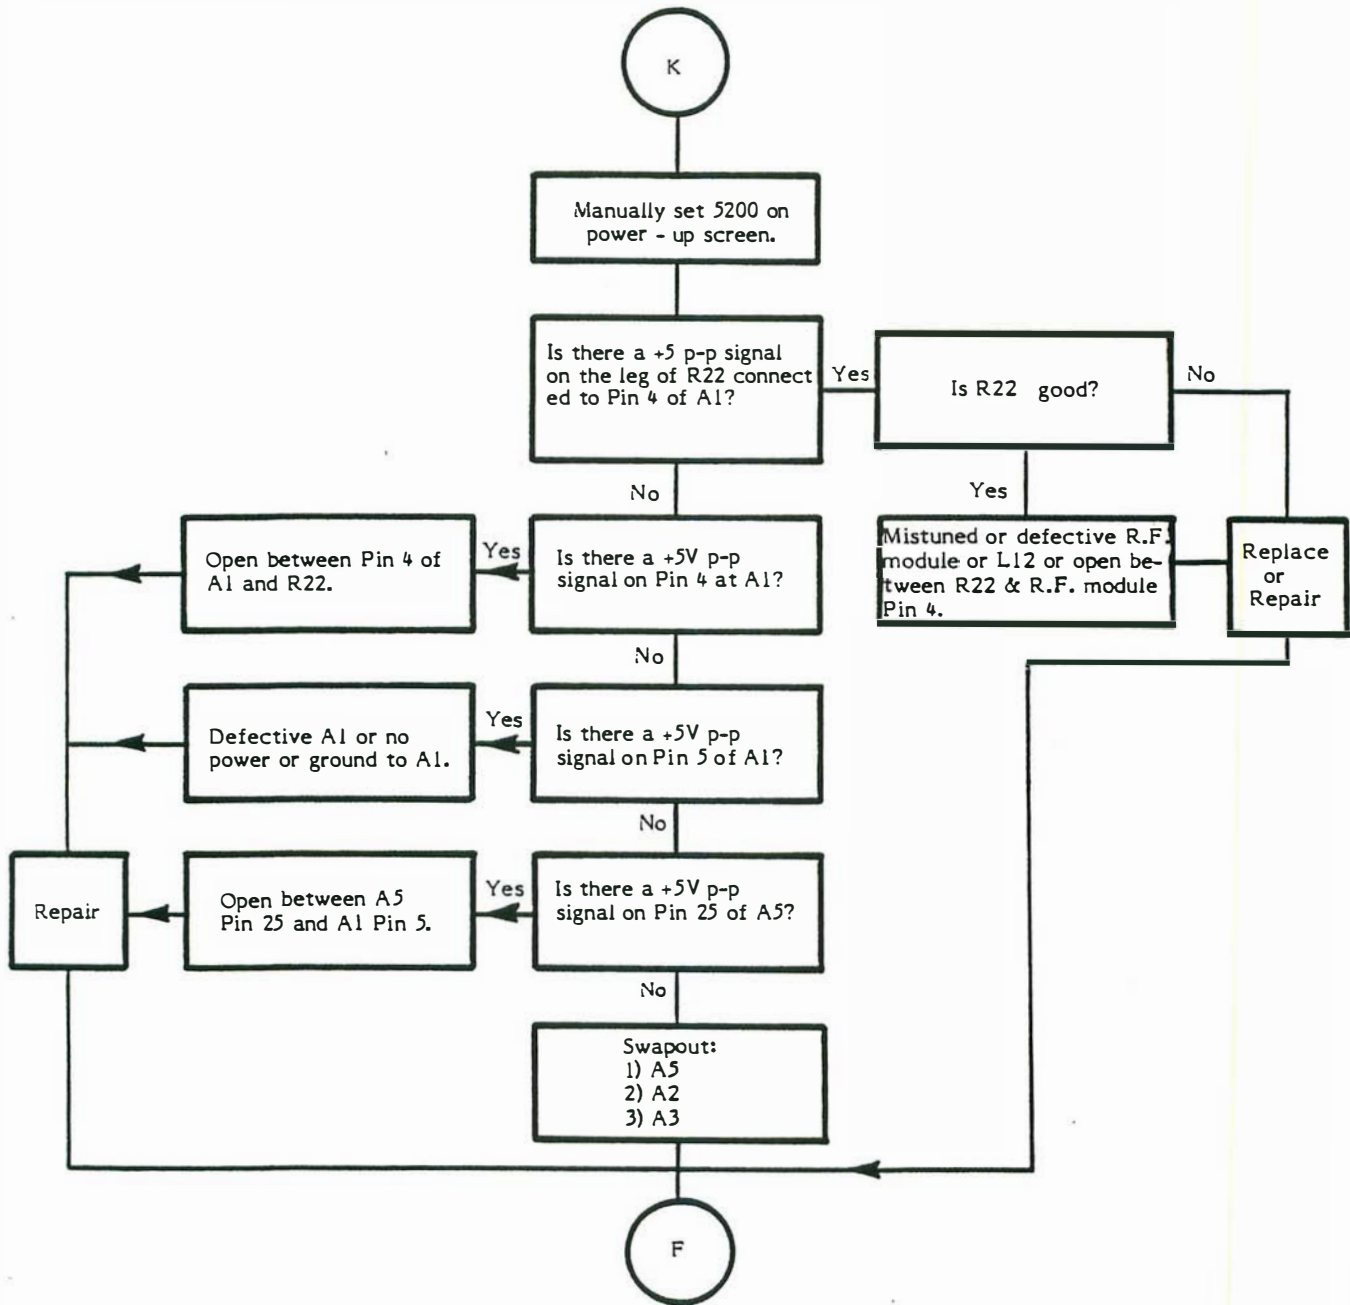 K
Manually set 5200 on
power - up screen.
Is there a +5 p-p signal
on the leg of R22 connect
ed to Pin 4 of A1?
Yes
Is R22 good?
No
No
Yes
Open between Pin 4 of
A1 and R22.
Yes
Is there a +5V p-p
signal on Pin 4 at A1?
Mistuned or defective R.F.
module or L12 or open be-
tween R22 & R.F. module
Pin 4.
Replace
or
Repair
No
Defective A1 or no
power or ground to A1.
Yes
Is there a +5V p-p
signal on Pin 5 of A1?
No
Repair
Open between A5
Pin 25 and A1 Pin 5.
Yes
Is there a +5V p-p
signal on Pin 25 of A5?
No
Swapout:
1) A5
2) A2
3) A3
F